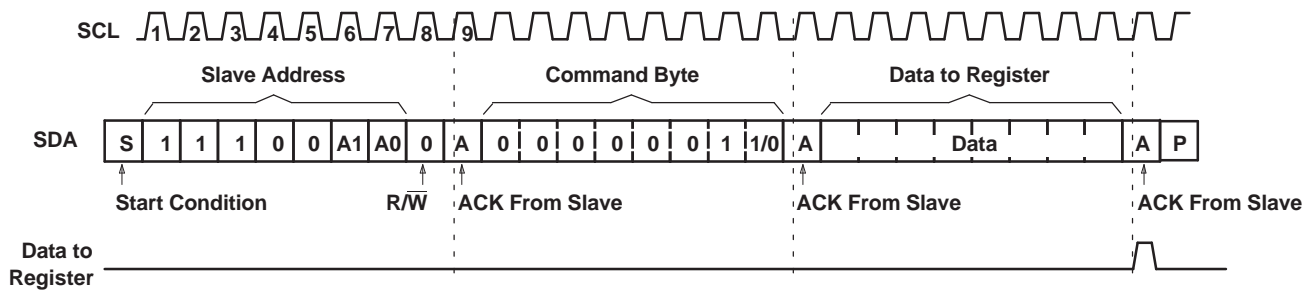 SCL 1 2 3 4 5 6 7 8 9
Slave Address Command Byte Data to Register
SDA S 1 1 1 0 0 A1 A0 0 A 0 0 0 0 0 0 1 1/0 A Data A P
Start Condition R/W̅ ACK From Slave ACK From Slave ACK From Slave
Data to
Register